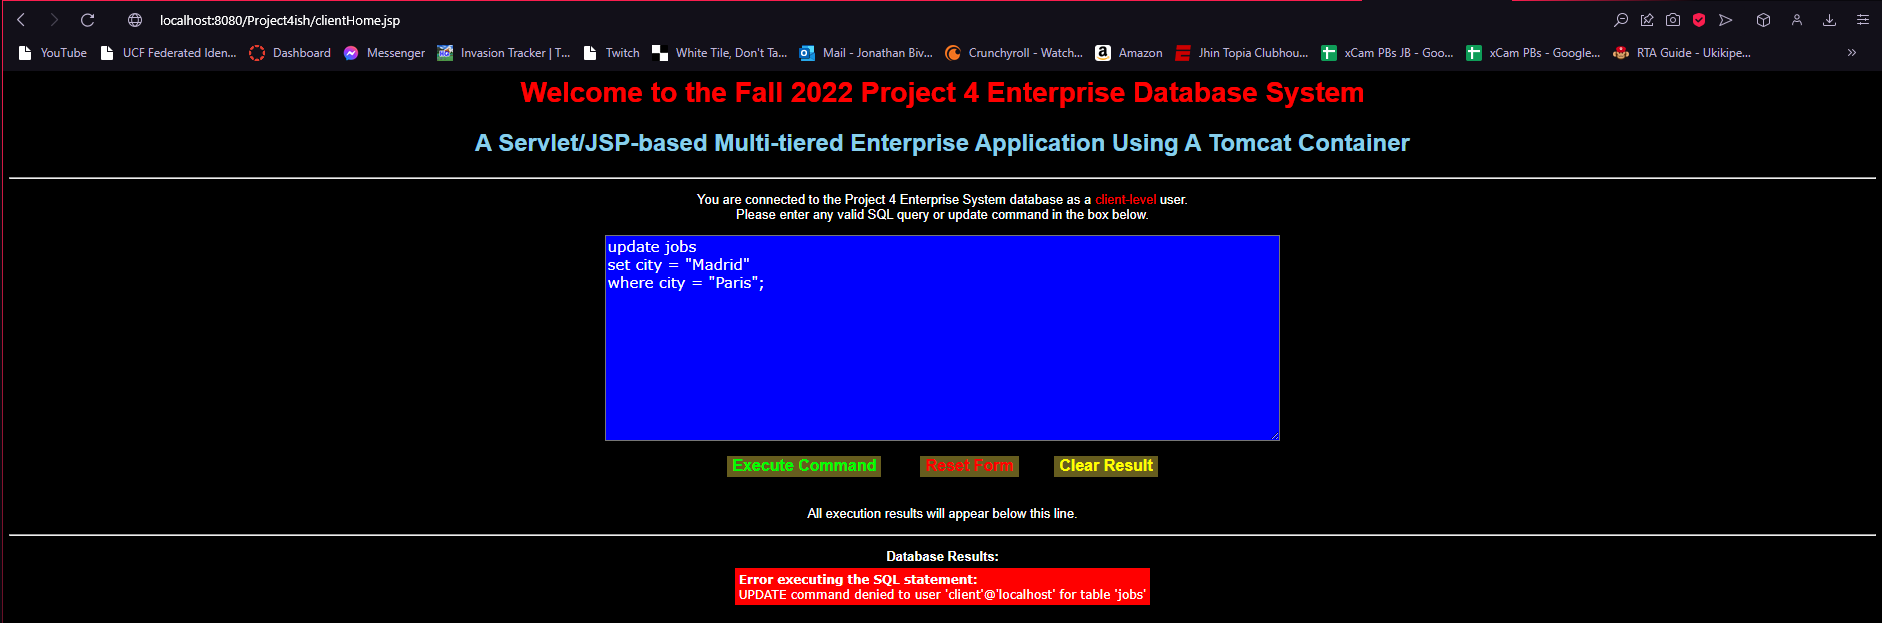 localhost:8080/Project4ish/clientHome.jsp
YouTube UCF Federated Iden... Dashboard Messenger Invasion Tracker | T... Twitch White Tile, Don't Ta... Mail - Jonathan Biv... Crunchyroll - Watch... Amazon Jhin Topia Clubhou... xCam PBs JB - Goo... xCam PBs - Google... RTA Guide - Ukikipe... »
Welcome to the Fall 2022 Project 4 Enterprise Database System
A Servlet/JSP-based Multi-tiered Enterprise Application Using A Tomcat Container
You are connected to the Project 4 Enterprise System database as a client-level user.
Please enter any valid SQL query or update command in the box below.
update jobs
set city = "Madrid"
where city = "Paris";
Execute Command Reset Form Clear Result
All execution results will appear below this line.
Database Results:
Error executing the SQL statement:
UPDATE command denied to user 'client'@'localhost' for table 'jobs'